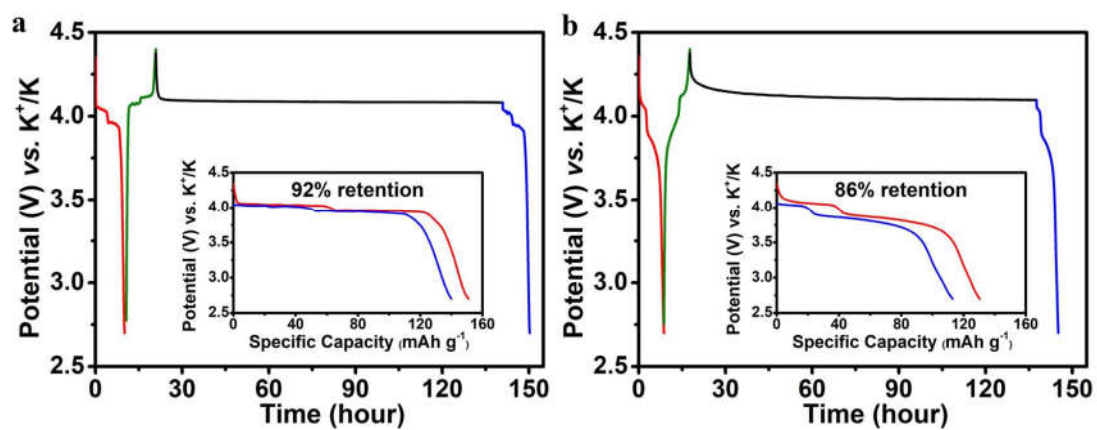 a
4.5
4.0
3.5
3.0
2.5
Potential (V) vs. K⁺/K
0 30 60 90 120 150
Time (hour)
92% retention
4.5
4.0
3.5
3.0
2.5
Potential (V) vs. K⁺/K
0 40 80 120 160
Specific Capacity (mAh g⁻¹)
b
4.5
4.0
3.5
3.0
2.5
Potential (V) vs. K⁺/K
0 30 60 90 120 150
Time (hour)
86% retention
4.5
4.0
3.5
3.0
2.5
Potential (V) vs. K⁺/K
0 40 80 120 160
Specific Capacity (mAh g⁻¹)